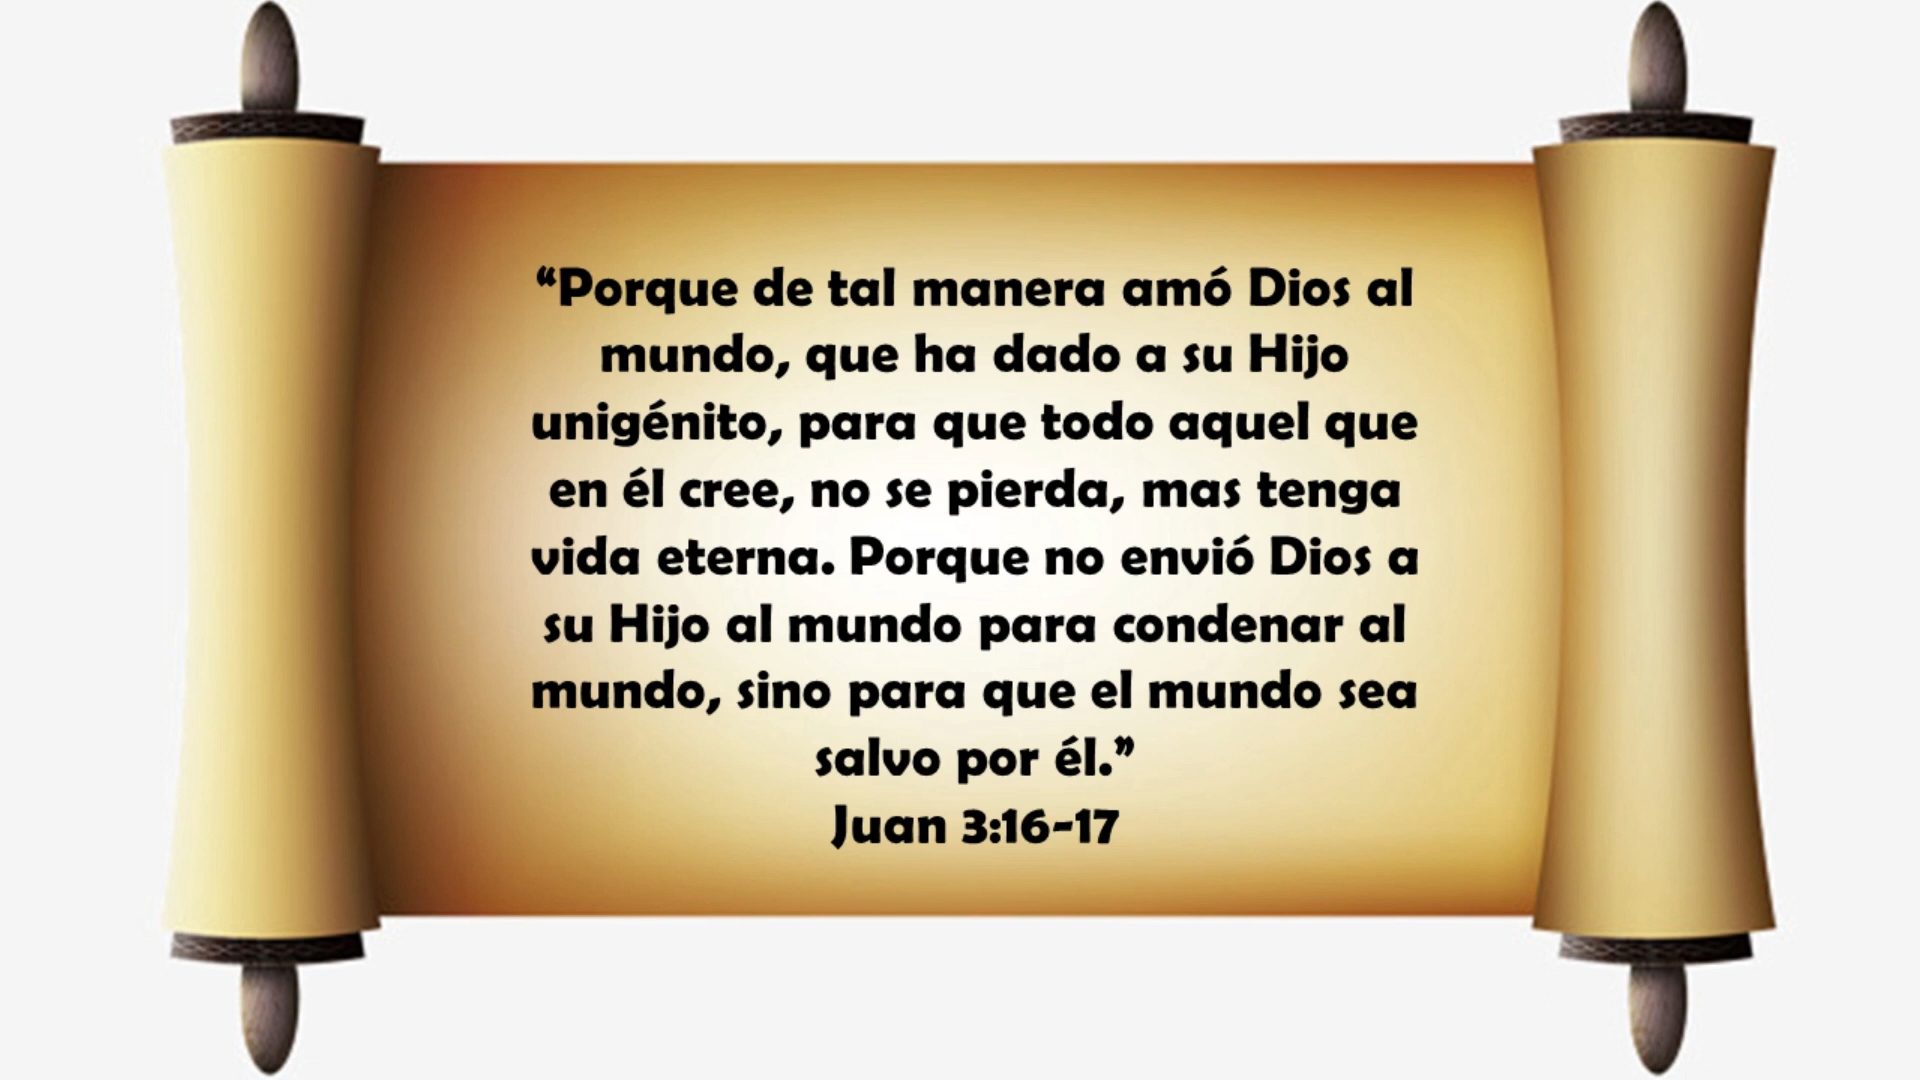 “Porque de tal manera amó Dios al
mundo, que ha dado a su Hijo
unigénito, para que todo aquel que
en él cree, no se pierda, mas tenga
vida eterna. Porque no envió Dios a
su Hijo al mundo para condenar al
mundo, sino para que el mundo sea
salvo por él.”
Juan 3:16-17